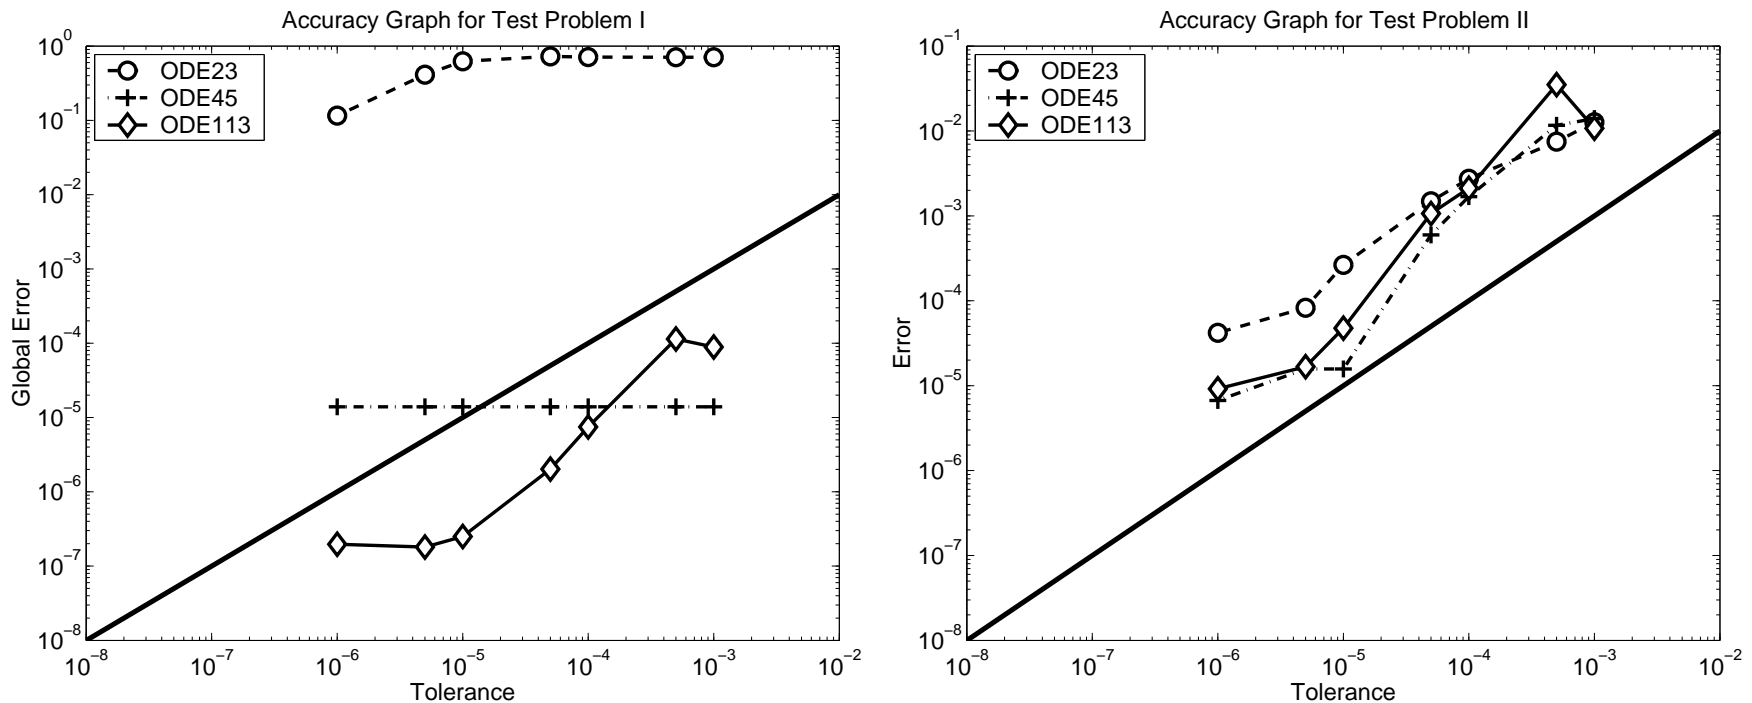 Accuracy Graph for Test Problem I
10^0
10^−1
10^−2
10^−3
10^−4
10^−5
10^−6
10^−7
10^−8
Global Error
ODE23
ODE45
ODE113
10^−8 10^−7 10^−6 10^−5 10^−4 10^−3 10^−2
Tolerance
Accuracy Graph for Test Problem II
10^−1
10^−2
10^−3
10^−4
10^−5
10^−6
10^−7
10^−8
Error
ODE23
ODE45
ODE113
10^−8 10^−7 10^−6 10^−5 10^−4 10^−3 10^−2
Tolerance